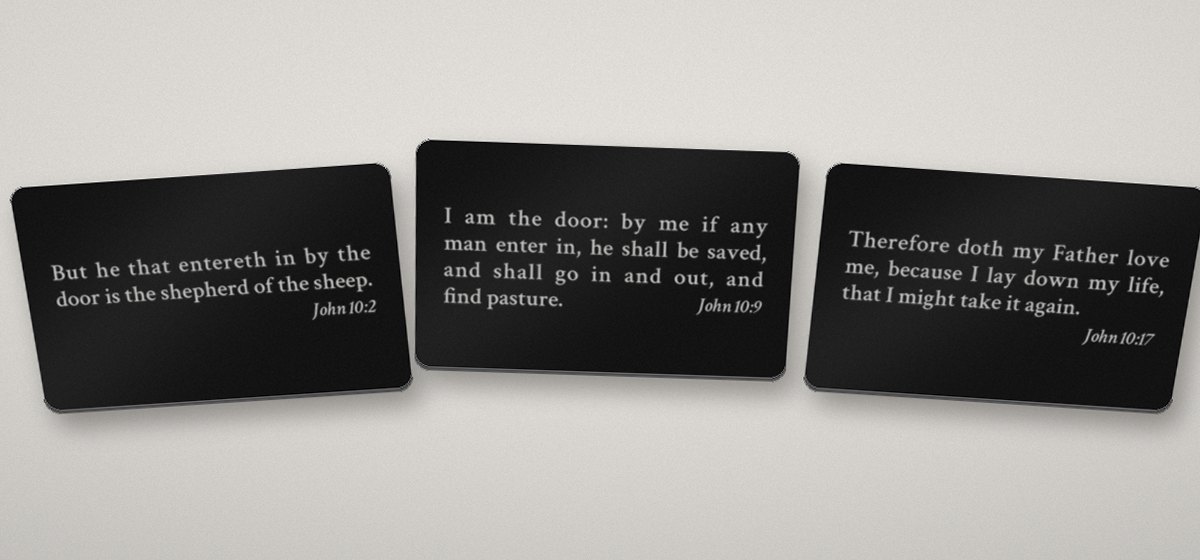 But he that entereth in by the
door is the shepherd of the sheep.
John 10:2
I am the door: by me if any
man enter in, he shall be saved,
and shall go in and out, and
find pasture.
John 10:9
Therefore doth my Father love
me, because I lay down my life,
that I might take it again.
John 10:17